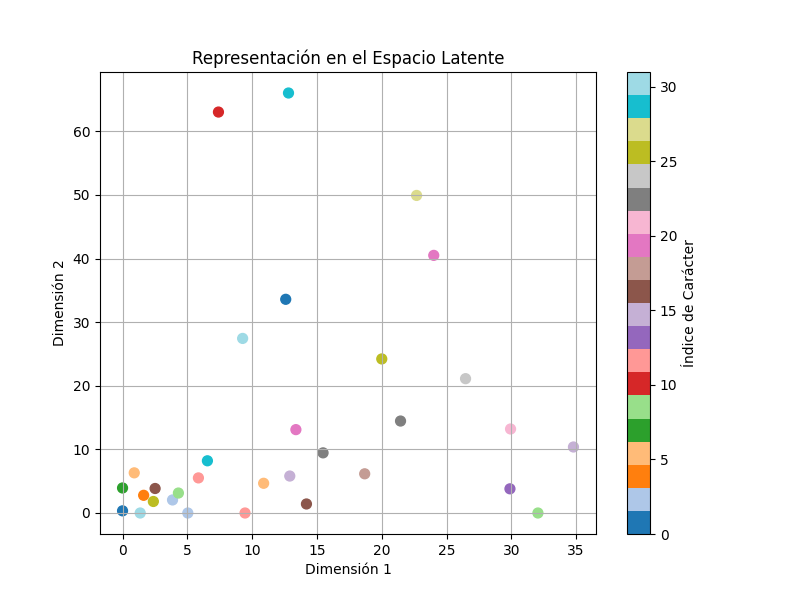 Representación en el Espacio Latente
60
50
40
30
20
10
0
Dimensión 2
0 5 10 15 20 25 30 35
Dimensión 1
30
25
20
15
10
5
0
Índice de Carácter